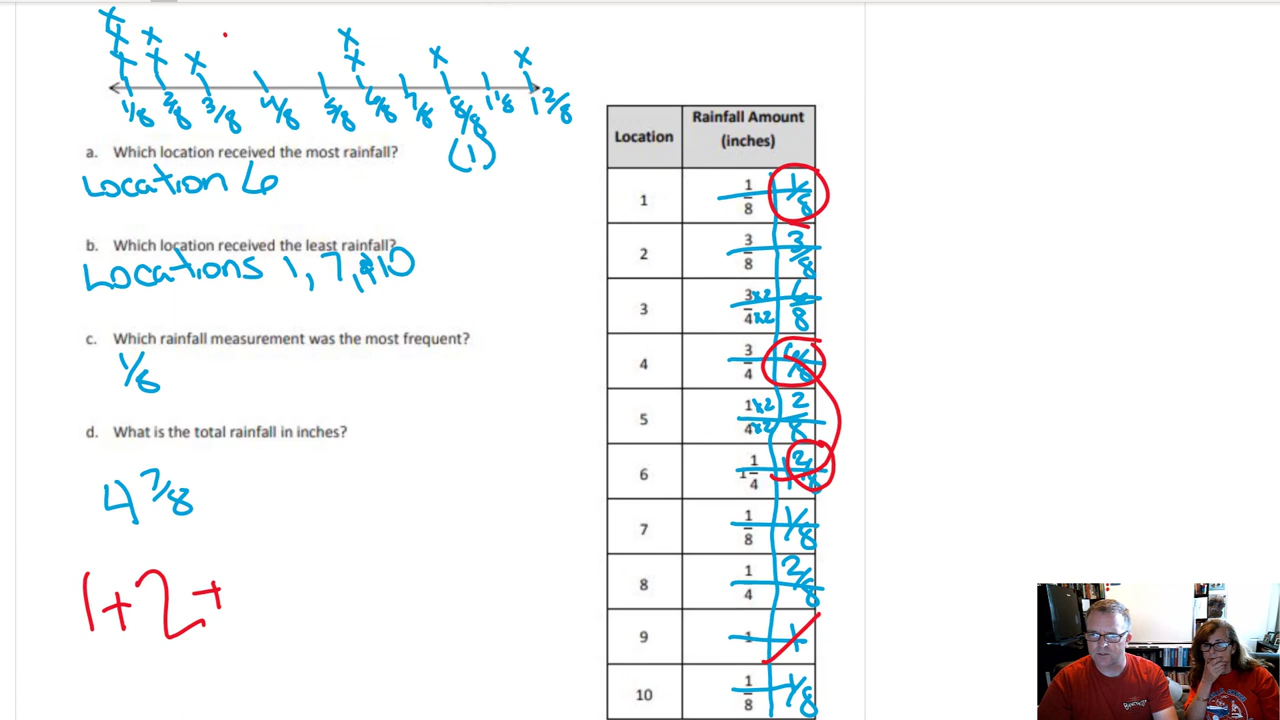 X
X X X
X X X X X X
1/8 2/8 3/8 4/8 5/8 6/8 7/8 8/8 1 1/8 1 2/8
(1)
a. Which location received the most rainfall?
Location 6
b. Which location received the least rainfall?
Locations 1, 7, & 10
c. Which rainfall measurement was the most frequent?
1/8
d. What is the total rainfall in inches?
4 7/8
1 + 2 +
Location Rainfall Amount (inches)
1 1/8 1/8
2 3/8 3/8
3 3/4 x2 x2 6/8
4 3/4 6/8
5 1/4 x2 x2 2/8
6 1 1/4 1 2/8
7 1/8 1/8
8 1/4 2/8
9 1 1
10 1/8 1/8